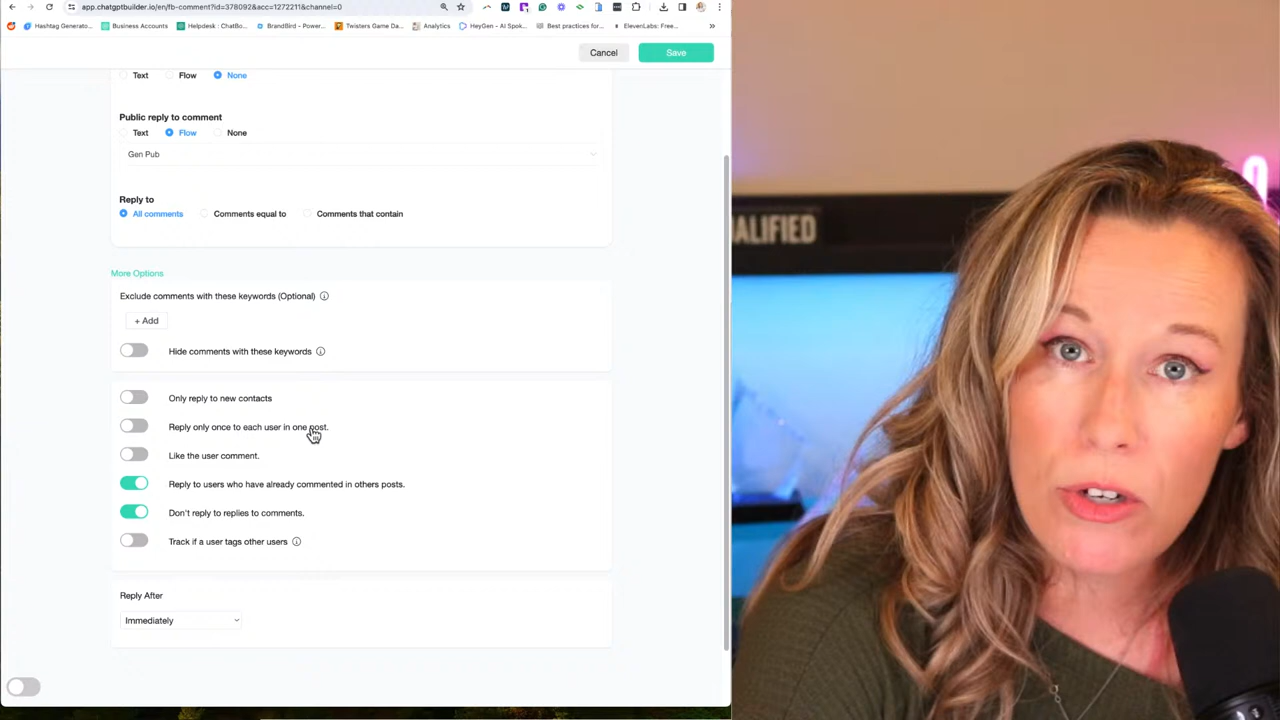 app.chatgptbuilder.io/en/fb-comment?id=378092&acc=1272211&channel=0
Hashtag Generato... Business Accounts Helpdesk : ChatBo... BrandBird – Power... Twisters Game Da... Analytics HeyGen - AI Spok... Best practices for... ElevenLabs: Free... »
Cancel Save
Text Flow None
Public reply to comment
Text Flow None
Gen Pub
Reply to
All comments Comments equal to Comments that contain
More Options
Exclude comments with these keywords (Optional)
+ Add
Hide comments with these keywords
Only reply to new contacts
Reply only once to each user in one post.
Like the user comment.
Reply to users who have already commented in others posts.
Don't reply to replies to comments.
Track if a user tags other users
Reply After
Immediately
ALIFIED